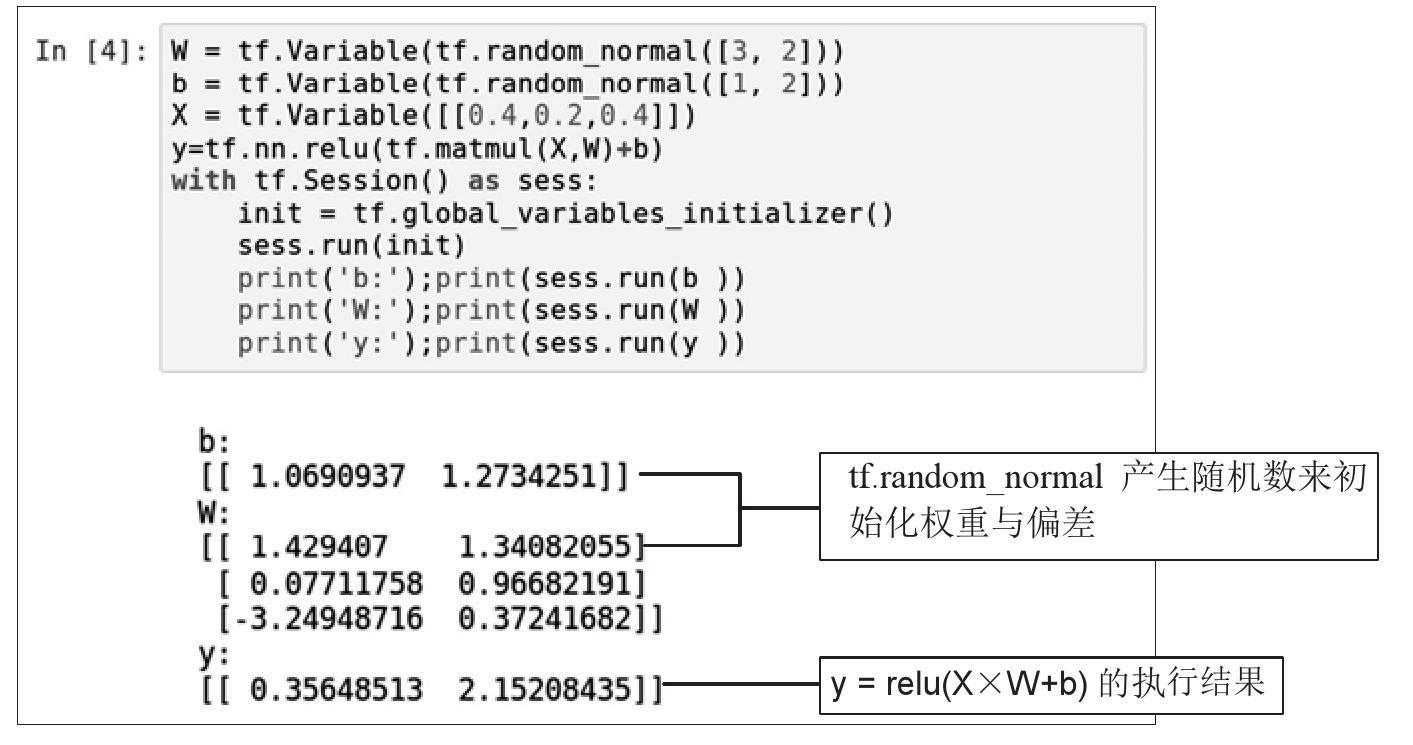 In [4]: W = tf.Variable(tf.random_normal([3, 2]))
b = tf.Variable(tf.random_normal([1, 2]))
X = tf.Variable([[0.4,0.2,0.4]])
y=tf.nn.relu(tf.matmul(X,W)+b)
with tf.Session() as sess:
    init = tf.global_variables_initializer()
    sess.run(init)
    print('b:');print(sess.run(b ))
    print('W:');print(sess.run(W ))
    print('y:');print(sess.run(y ))
b:
[[ 1.0690937  1.2734251]]
W:
[[ 1.429407    1.34082055]
 [ 0.07711758  0.96682191]
 [-3.24948716  0.37241682]]
tf.random_normal 产生随机数来初
始化权重与偏差
y:
[[ 0.35648513  2.15208435]]
y = relu(X×W+b) 的执行结果